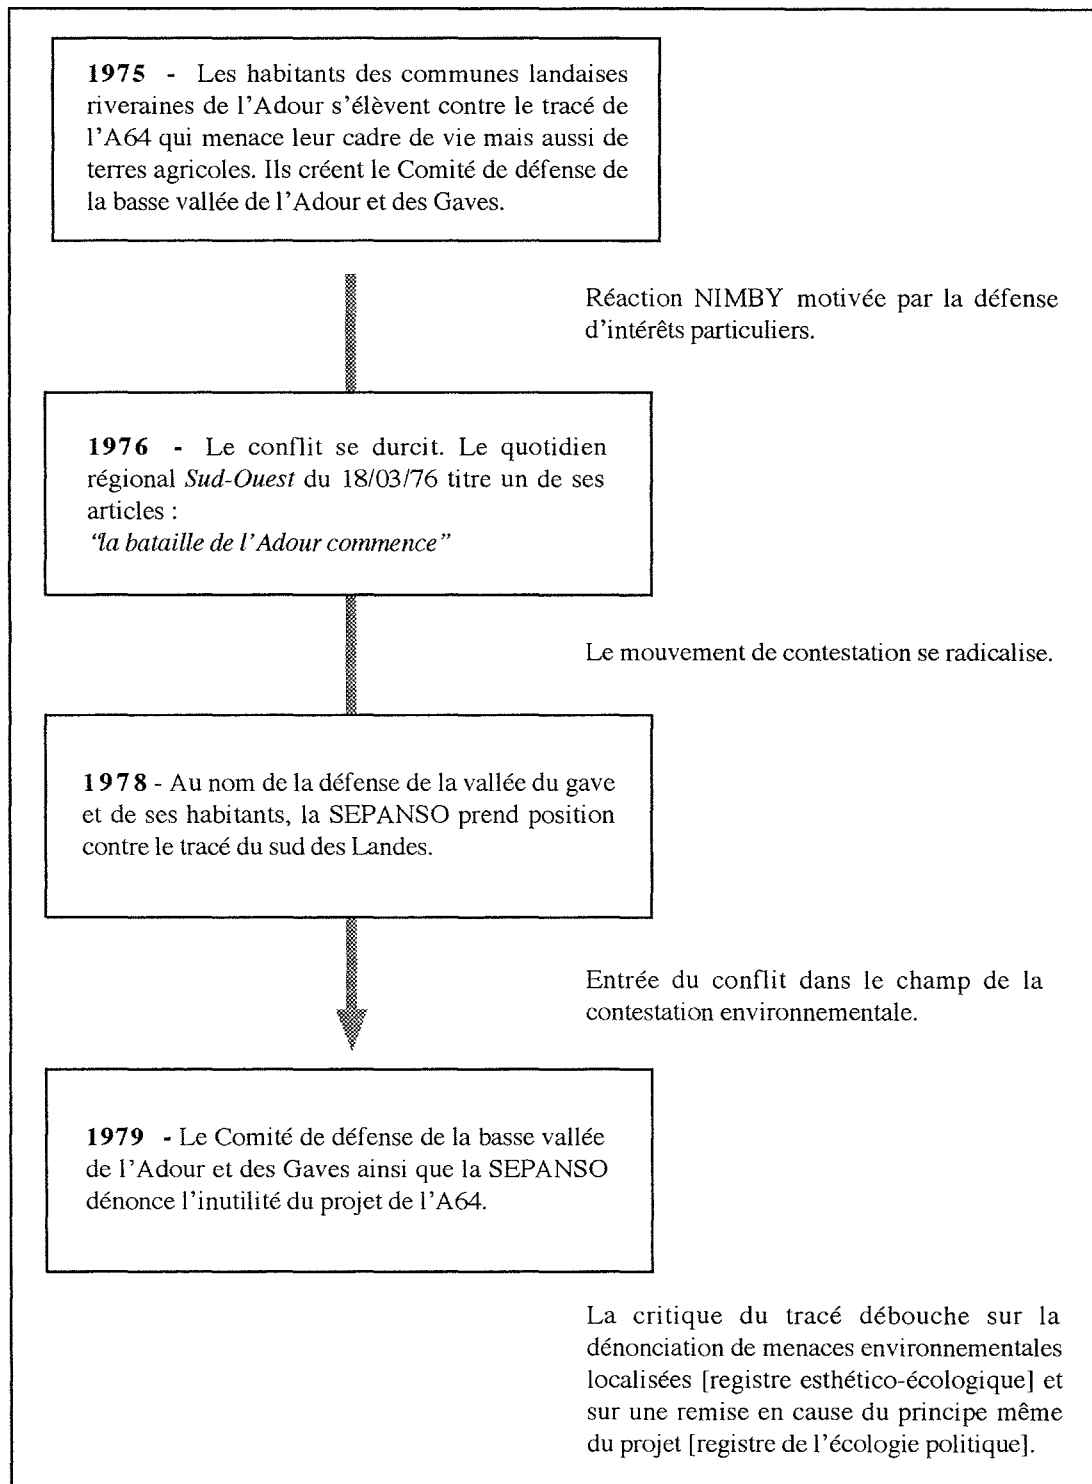 1975 - Les habitants des communes landaises
riveraines de l'Adour s'élèvent contre le tracé de
l'A64 qui menace leur cadre de vie mais aussi de
terres agricoles. Ils créent le Comité de défense de
la basse vallée de l'Adour et des Gaves.
Réaction NIMBY motivée par la défense
d'intérêts particuliers.
1976 - Le conflit se durcit. Le quotidien
régional Sud-Ouest du 18/03/76 titre un de ses
articles :
“la bataille de l'Adour commence”
Le mouvement de contestation se radicalise.
1978 - Au nom de la défense de la vallée du gave
et de ses habitants, la SEPANSO prend position
contre le tracé du sud des Landes.
Entrée du conflit dans le champ de la
contestation environnementale.
1979 - Le Comité de défense de la basse vallée
de l'Adour et des Gaves ainsi que la SEPANSO
dénonce l'inutilité du projet de l'A64.
La critique du tracé débouche sur la
dénonciation de menaces environnementales
localisées [registre esthético-écologique] et
sur une remise en cause du principe même
du projet [registre de l'écologie politique].